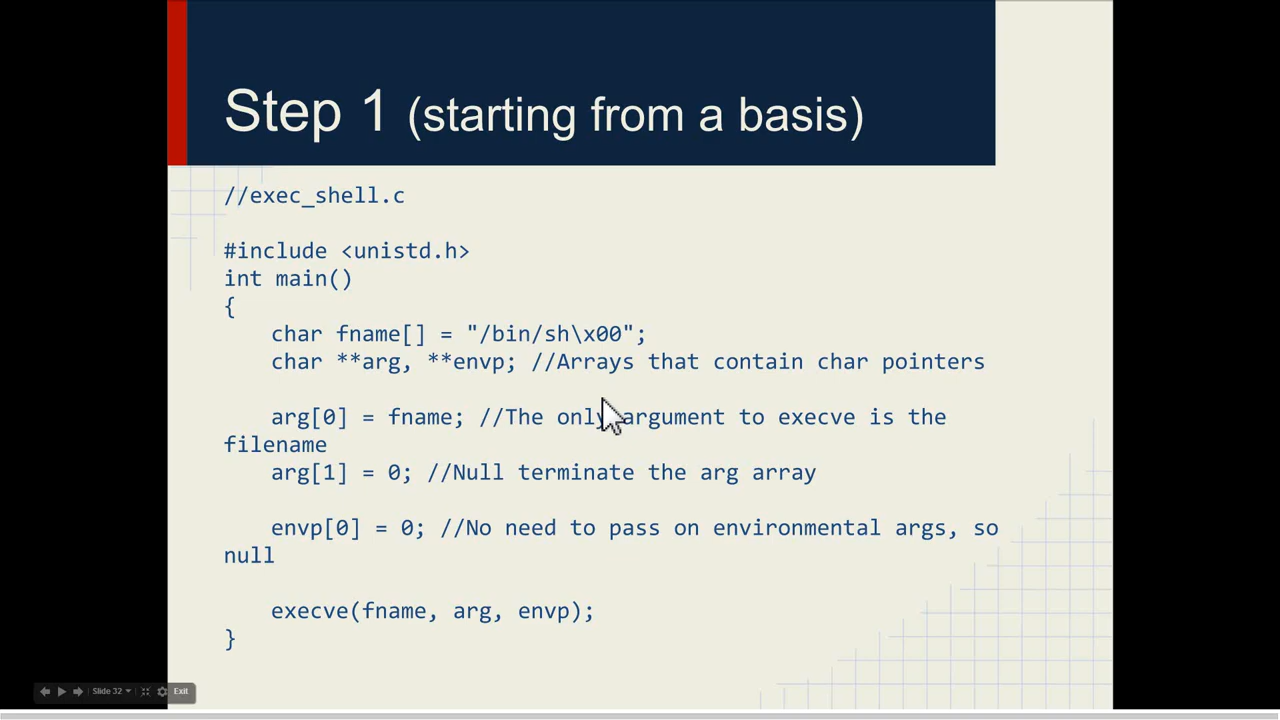 Step 1 (starting from a basis)
//exec_shell.c
#include <unistd.h>
int main()
{
char fname[] = "/bin/sh\x00";
char **arg, **envp; //Arrays that contain char pointers
arg[0] = fname; //The only argument to execve is the
filename
arg[1] = 0; //Null terminate the arg array
envp[0] = 0; //No need to pass on environmental args, so
null
execve(fname, arg, envp);
}
Slide 32
Exit